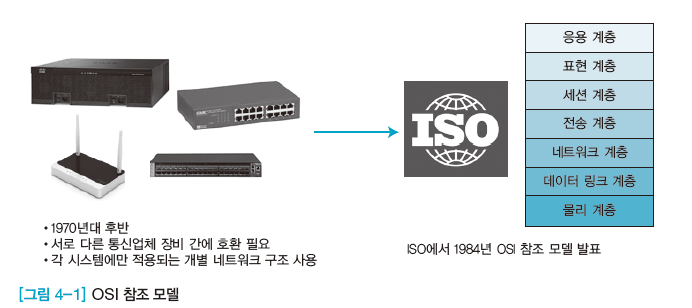 응용 계층
표현 계층
세션 계층
전송 계층
네트워크 계층
데이터 링크 계층
물리 계층
ISO
• 1970년대 후반
• 서로 다른 통신업체 장비 간에 호환 필요
• 각 시스템에만 적용되는 개별 네트워크 구조 사용
ISO에서 1984년 OSI 참조 모델 발표
[그림 4-1] OSI 참조 모델